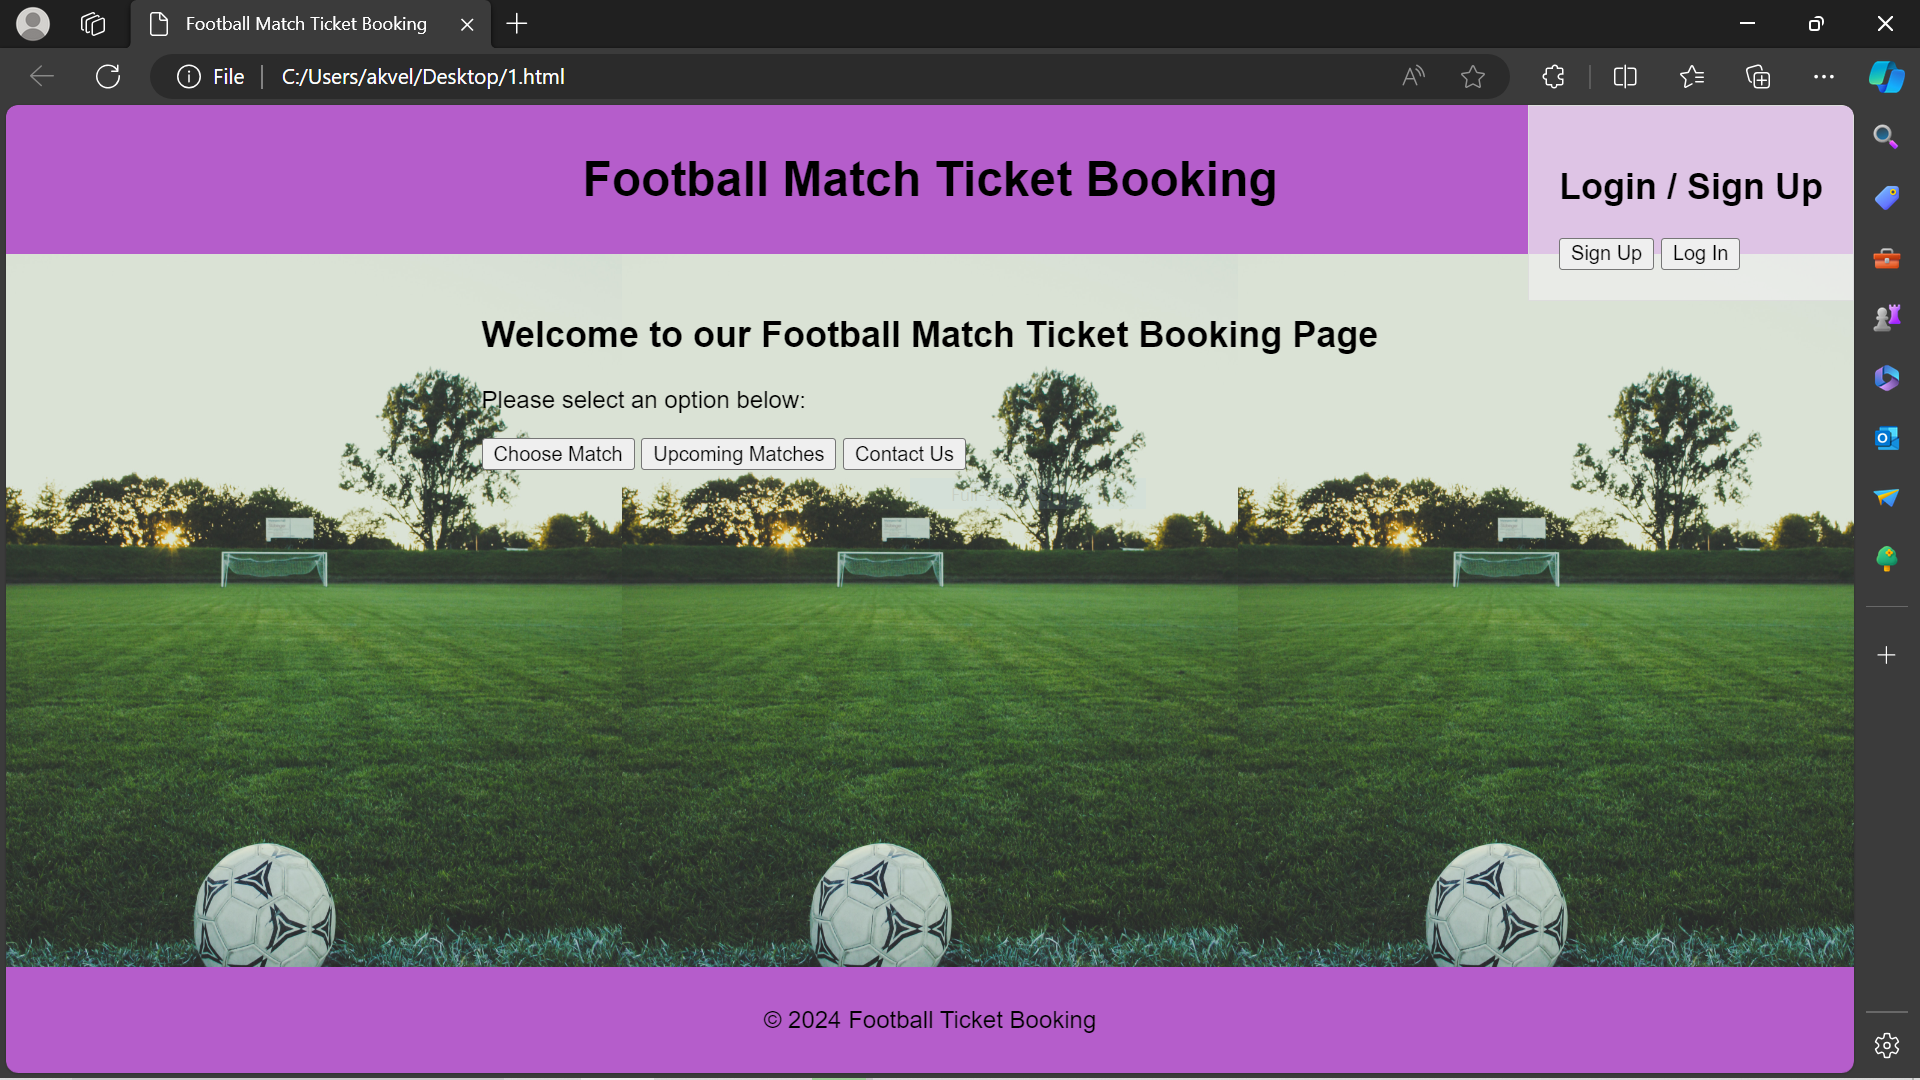 Football Match Ticket Booking
File
C:/Users/akvel/Desktop/1.html
Football Match Ticket Booking
Login / Sign Up
Sign Up Log In
Welcome to our Football Match Ticket Booking Page
Please select an option below:
Choose Match Upcoming Matches Contact Us
© 2024 Football Ticket Booking